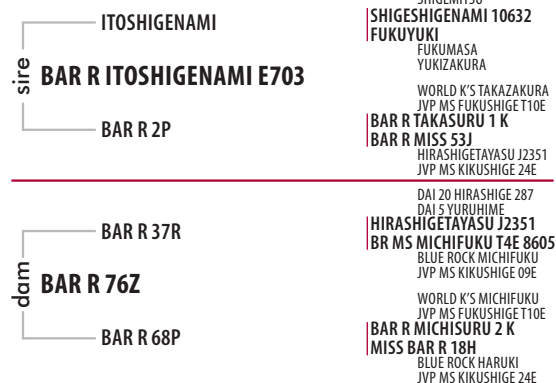 ITOSHIGENAMI
SHIGESHIGENAMI 10632
FUKUYUKI
FUKUMASA
YUKIZAKURA
sire
BAR R ITOSHIGENAMI E703
WORLD K'S TAKAZAKURA
JVP MS FUKUSHIGE T10E
BAR R 2P
BAR R TAKASURU 1 K
BAR R MISS 53J
HIRASHIGETAYASU J2351
JVP MS KIKUSHIGE 24E
DAI 20 HIRASHIGE 287
DAI 5 YURUHIME
BAR R 37R
HIRASHIGETAYASU J2351
BR MS MICHIFUKU T4E 8605
BLUE ROCK MICHIFUKU
JVP MS KIKUSHIGE 09E
dam
BAR R 76Z
WORLD K'S MICHIFUKU
JVP MS FUKUSHIGE T10E
BAR R 68P
BAR R MICHISURU 2 K
MISS BAR R 18H
BLUE ROCK HARUKI
JVP MS KIKUSHIGE 24E